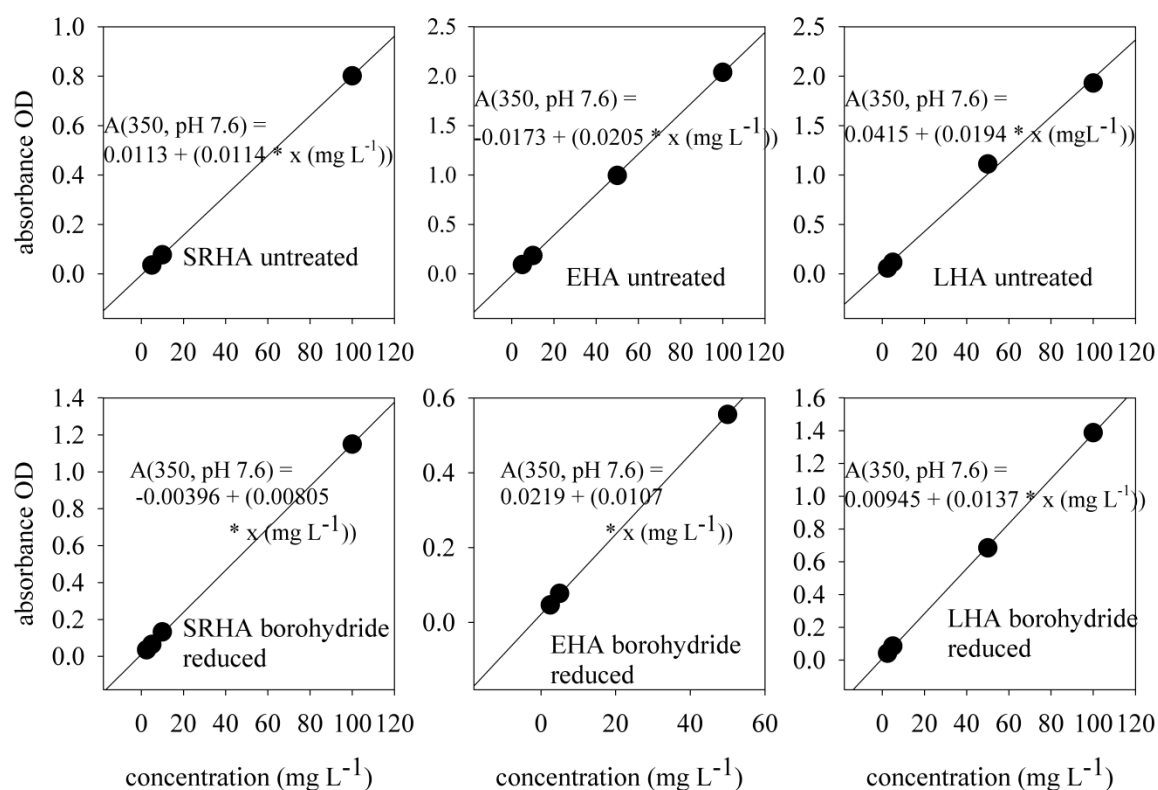 absorbance OD
1.0
0.8
0.6
0.4
0.2
0.0
A(350, pH 7.6) =
0.0113 + (0.0114 * x (mg L-1))
SRHA untreated
0 20 40 60 80 100 120
2.5
2.0
1.5
1.0
0.5
0.0
A(350, pH 7.6) =
-0.0173 + (0.0205 * x (mg L-1))
EHA untreated
0 20 40 60 80 100 120
2.5
2.0
1.5
1.0
0.5
0.0
A(350, pH 7.6) =
0.0415 + (0.0194 * x (mgL-1))
LHA untreated
0 20 40 60 80 100 120
absorbance OD
1.4
1.2
1.0
0.8
0.6
0.4
0.2
0.0
A(350, pH 7.6) =
-0.00396 + (0.00805
* x (mg L-1))
SRHA borohydride
reduced
0 20 40 60 80 100 120
concentration (mg L-1)
0.6
0.4
0.2
0.0
A(350, pH 7.6) =
0.0219 + (0.0107
* x (mg L-1))
EHA borohydride
reduced
0 20 40 60
concentration (mg L-1)
1.6
1.4
1.2
1.0
0.8
0.6
0.4
0.2
0.0
A(350, pH 7.6) =
0.00945 + (0.0137 * x (mg L-1))
LHA borohydride
reduced
0 20 40 60 80 100 120
concentration (mg L-1)